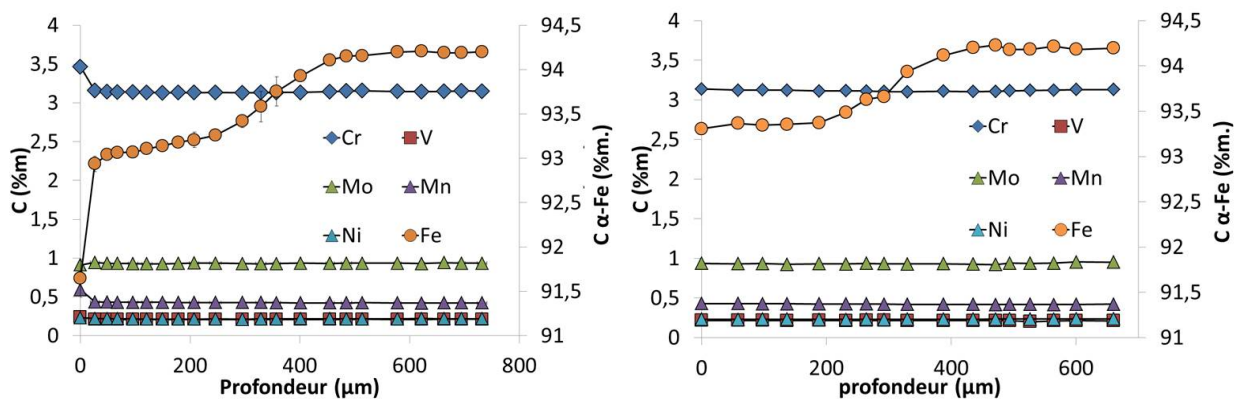 4
3,5
3
2,5
2
1,5
1
0,5
0
C (%m)
94,5
94
93,5
93
92,5
92
91,5
91
C α-Fe (%m.)
Cr V
Mo Mn
Ni Fe
0 200 400 600 800
Profondeur (µm)
4
3,5
3
2,5
2
1,5
1
0,5
0
C (%m)
94,5
94
93,5
93
92,5
92
91,5
91
C α-Fe (%m.)
Cr V
Mo Mn
Ni Fe
0 200 400 600
profondeur (µm)